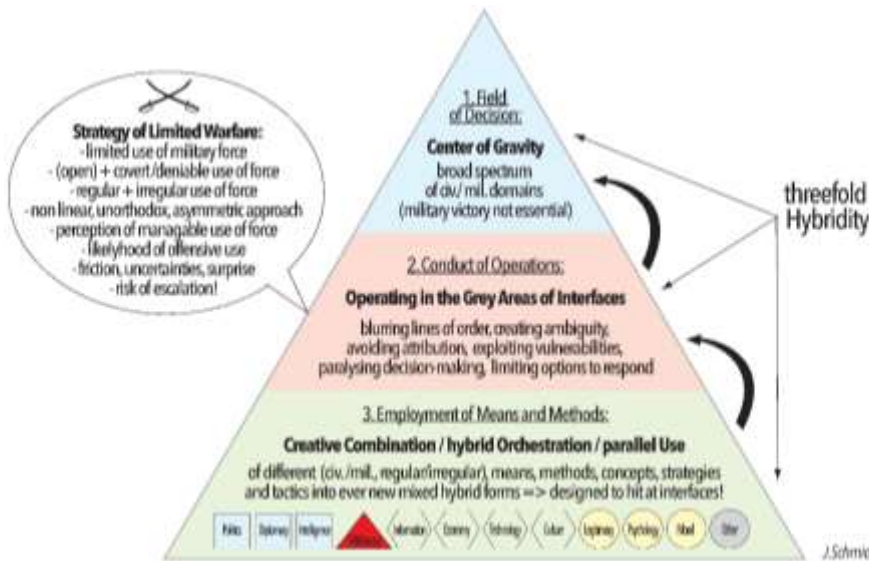 1. Field
of Decision:
Center of Gravity
broad spectrum
of civ./ mil. domains
(military victory not essential)
Strategy of Limited Warfare:
- limited use of military force
- (open) + covert/deniable use of force
- regular + irregular use of force
- non linear, unorthodox, asymmetric approach
- perception of managable use of force
- likelyhood of offensive use
- friction, uncertainties, surprise
- risk of escalation!
threefold
Hybridity
2. Conduct of Operations:
Operating in the Grey Areas of Interfaces
blurring lines of order, creating ambiguity,
avoiding attribution, exploiting vulnerabilities,
paralysing decision-making, limiting options to respond
3. Employment of Means and Methods:
Creative Combination / hybrid Orchestration / parallel Use
of different (civ./mil., regular/irregular), means, methods, concepts, strategies
and tactics into ever new mixed hybrid forms => designed to hit at interfaces!
Politics Diplomacy Intelligence Information Economy Technology Culture Legitimacy Psychology Other
J.Schmid